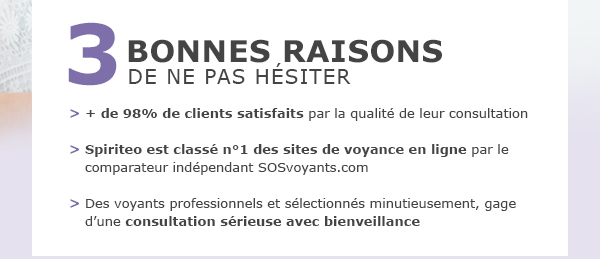 3 BONNES RAISONS
DE NE PAS HÉSITER
> + de 98% de clients satisfaits par la qualité de leur consultation
> Spiriteo est classé n°1 des sites de voyance en ligne par le
comparateur indépendant SOSvoyants.com
> Des voyants professionnels et sélectionnés minutieusement, gage
d’une consultation sérieuse avec bienveillance